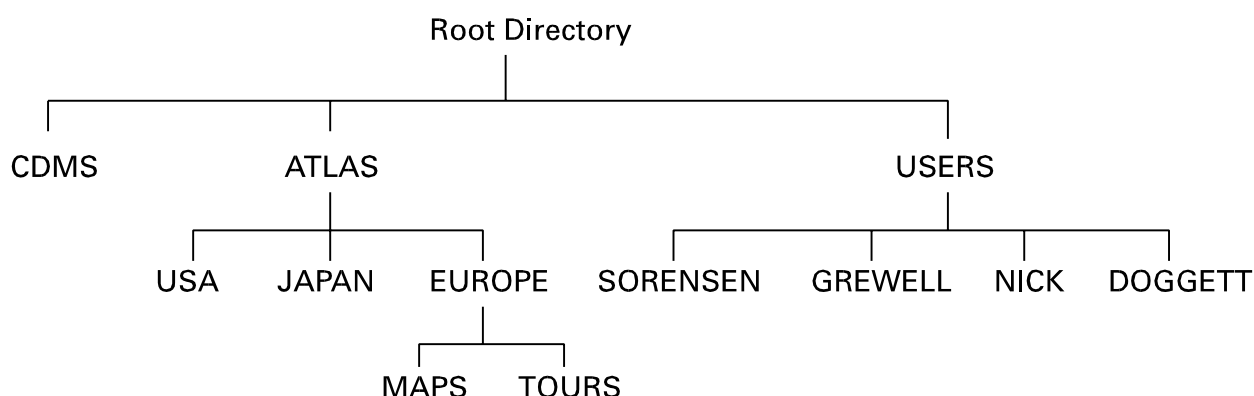 Root Directory
CDMS ATLAS USERS
USA JAPAN EUROPE SORENSEN GREWELL NICK DOGGETT
MAPS TOURS